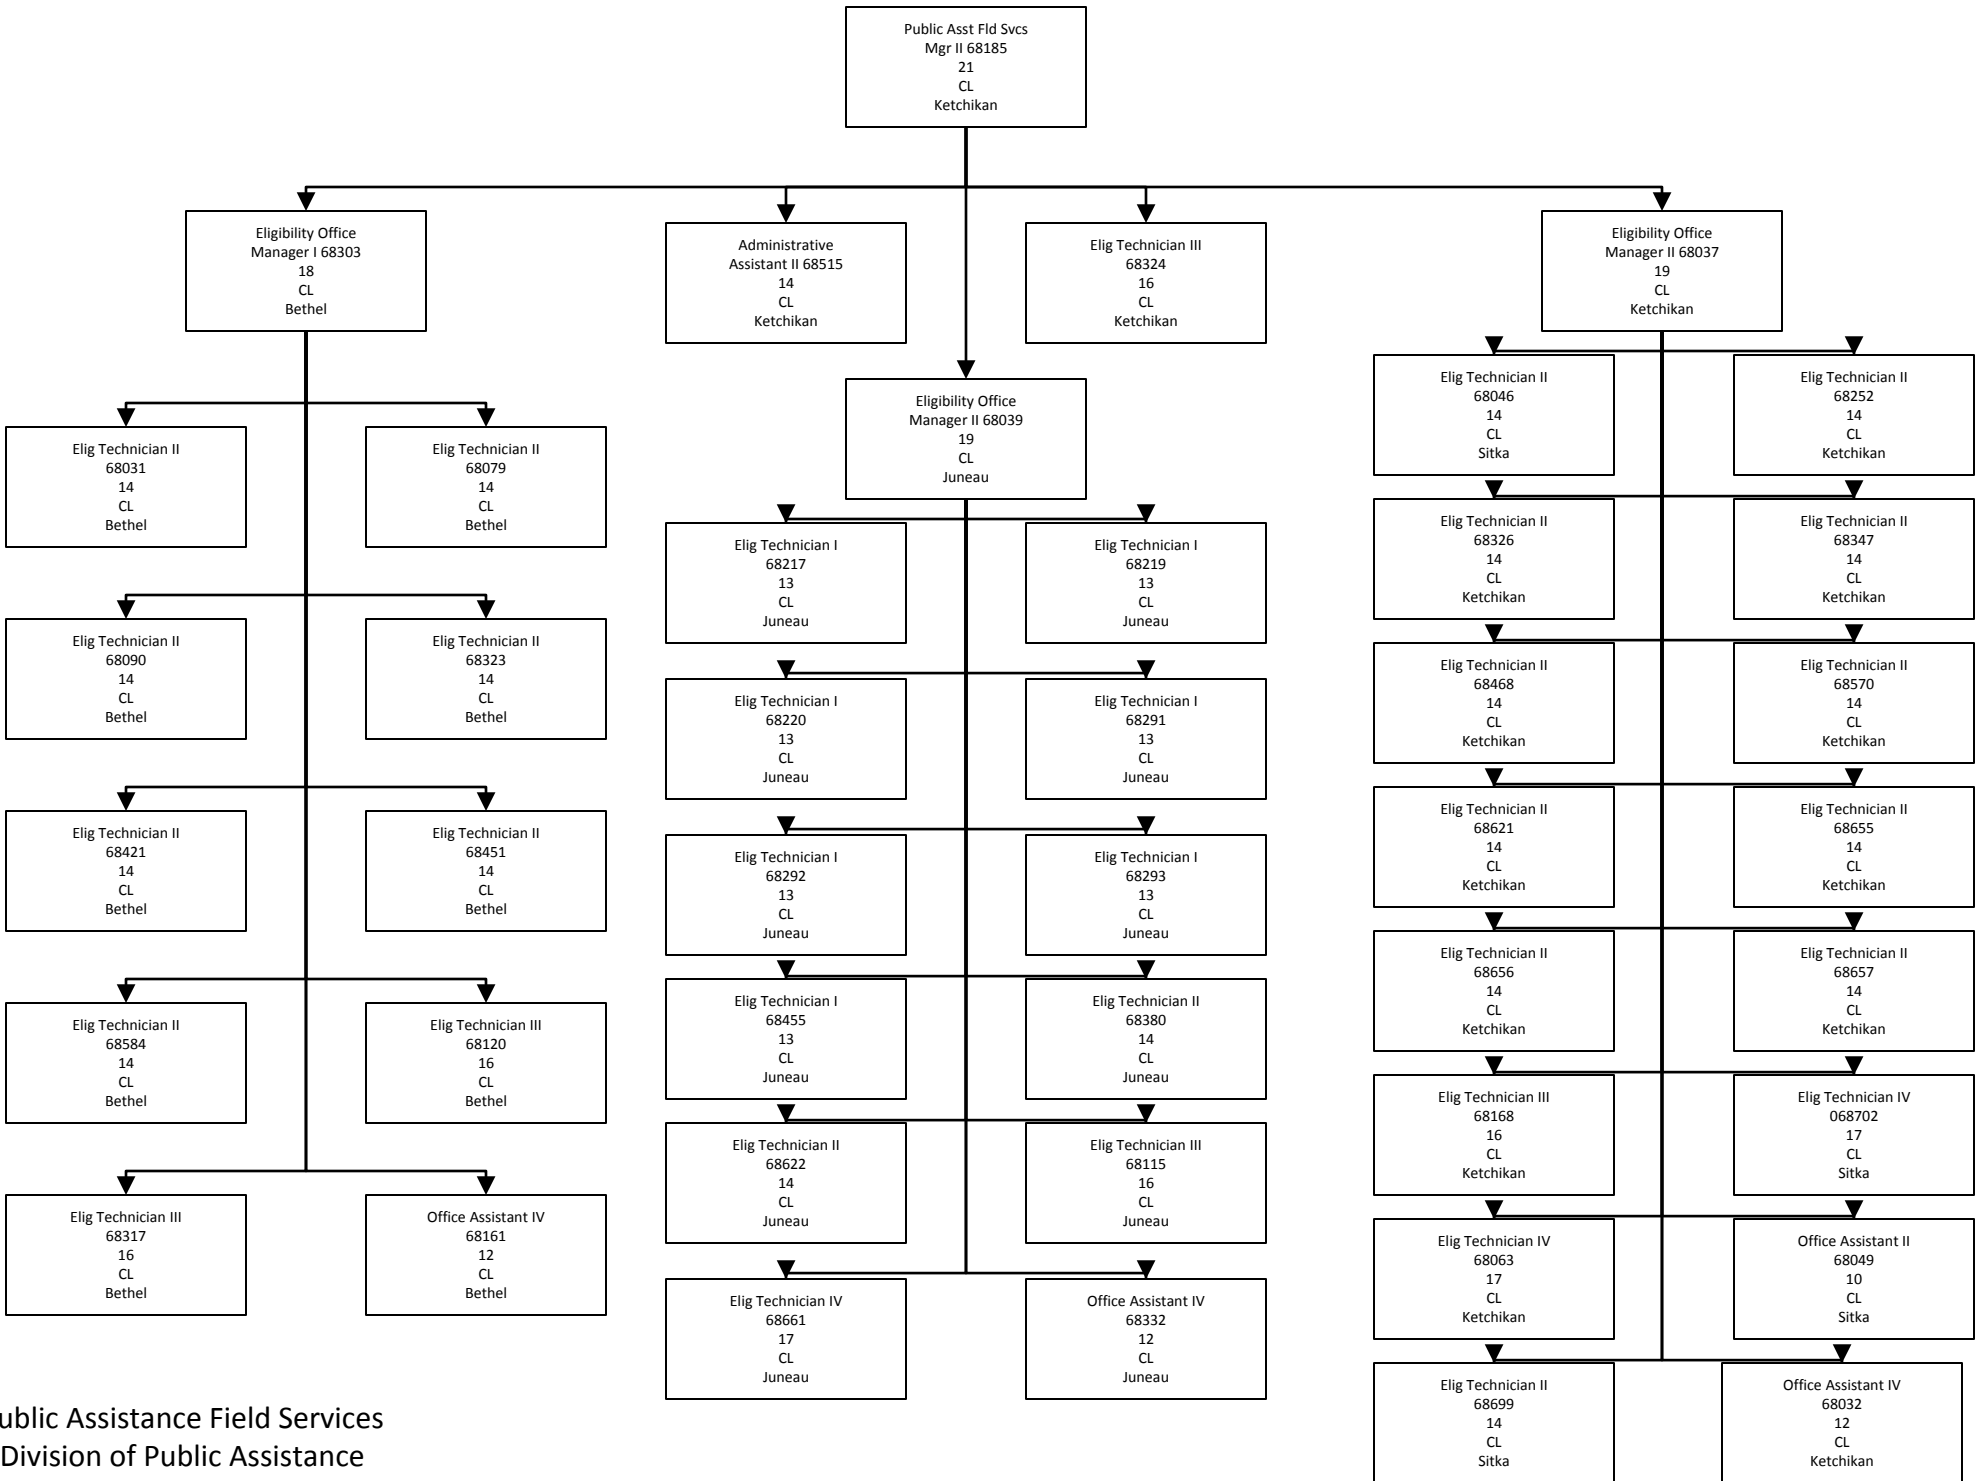 Public Asst Fld Svcs
Mgr II 68185
21
CL
Ketchikan
Eligibility Office
Manager I 68303
18
CL
Bethel
Administrative
Assistant II 68515
14
CL
Ketchikan
Elig Technician III
68324
16
CL
Ketchikan
Eligibility Office
Manager II 68037
19
CL
Ketchikan
Elig Technician II
68031
14
CL
Bethel
Elig Technician II
68079
14
CL
Bethel
Elig Technician II
68090
14
CL
Bethel
Elig Technician II
68323
14
CL
Bethel
Elig Technician II
68421
14
CL
Bethel
Elig Technician II
68451
14
CL
Bethel
Elig Technician II
68584
14
CL
Bethel
Elig Technician III
68120
16
CL
Bethel
Elig Technician III
68317
16
CL
Bethel
Office Assistant IV
68161
12
CL
Bethel
Eligibility Office
Manager II 68039
19
CL
Juneau
Elig Technician I
68217
13
CL
Juneau
Elig Technician I
68219
13
CL
Juneau
Elig Technician I
68220
13
CL
Juneau
Elig Technician I
68291
13
CL
Juneau
Elig Technician I
68292
13
CL
Juneau
Elig Technician I
68293
13
CL
Juneau
Elig Technician I
68455
13
CL
Juneau
Elig Technician II
68380
14
CL
Juneau
Elig Technician II
68622
14
CL
Juneau
Elig Technician III
68115
16
CL
Juneau
Elig Technician IV
68661
17
CL
Juneau
Office Assistant IV
68332
12
CL
Juneau
Elig Technician II
68046
14
CL
Sitka
Elig Technician II
68252
14
CL
Ketchikan
Elig Technician II
68326
14
CL
Ketchikan
Elig Technician II
68347
14
CL
Ketchikan
Elig Technician II
68468
14
CL
Ketchikan
Elig Technician II
68570
14
CL
Ketchikan
Elig Technician II
68621
14
CL
Ketchikan
Elig Technician II
68655
14
CL
Ketchikan
Elig Technician II
68656
14
CL
Ketchikan
Elig Technician II
68657
14
CL
Ketchikan
Elig Technician III
68168
16
CL
Ketchikan
Elig Technician IV
068702
17
CL
Sitka
Elig Technician IV
68063
17
CL
Ketchikan
Office Assistant II
68049
10
CL
Sitka
Elig Technician II
68699
14
CL
Sitka
Office Assistant IV
68032
12
CL
Ketchikan
ublic Assistance Field Services
Division of Public Assistance